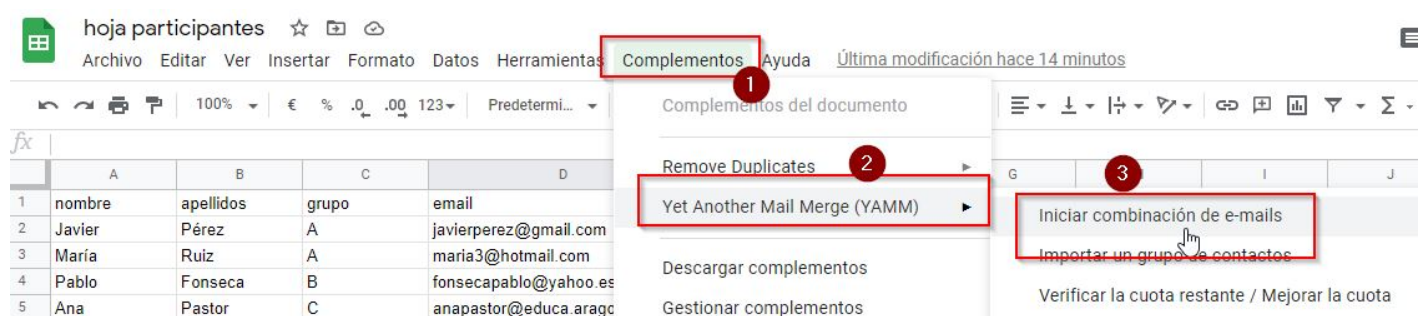 hoja participantes
Archivo Editar Ver Insertar Formato Datos Herramientas Complementos Ayuda Última modificación hace 14 minutos
1
100% € % .0 .00 123 Predetermi... Complementos del documento
fx
Remove Duplicates 2
A B C D G 3 I J
1 nombre apellidos grupo email Yet Another Mail Merge (YAMM) Iniciar combinación de e-mails
2 Javier Pérez A javierperez@gmail.com
3 María Ruiz A maria3@hotmail.com Importar un grupo de contactos
4 Pablo Fonseca B fonsecapablo@yahoo.es Descargar complementos
5 Ana Pastor C anapastor@educa.arago Gestionar complementos Verificar la cuota restante / Mejorar la cuota